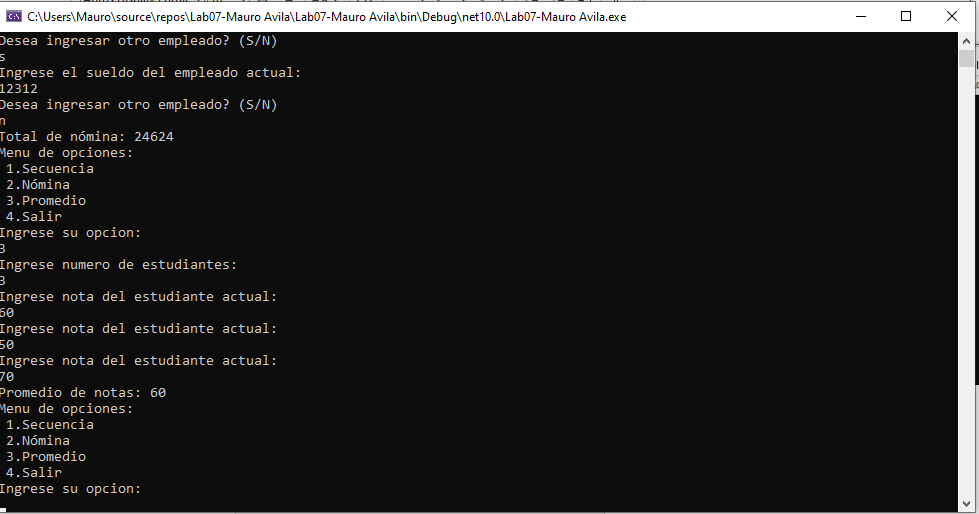 C:\Users\Mauro\source\repos\Lab07-Mauro Avila\Lab07-Mauro Avila\bin\Debug\net10.0\Lab07-Mauro Avila.exe
Desea ingresar otro empleado? (S/N)
s
Ingrese el sueldo del empleado actual:
12312
Desea ingresar otro empleado? (S/N)
n
Total de nómina: 24624
Menu de opciones:
1.Secuencia
2.Nómina
3.Promedio
4.Salir
Ingrese su opcion:
3
Ingrese numero de estudiantes:
3
Ingrese nota del estudiante actual:
60
Ingrese nota del estudiante actual:
50
Ingrese nota del estudiante actual:
70
Promedio de notas: 60
Menu de opciones:
1.Secuencia
2.Nómina
3.Promedio
4.Salir
Ingrese su opcion: